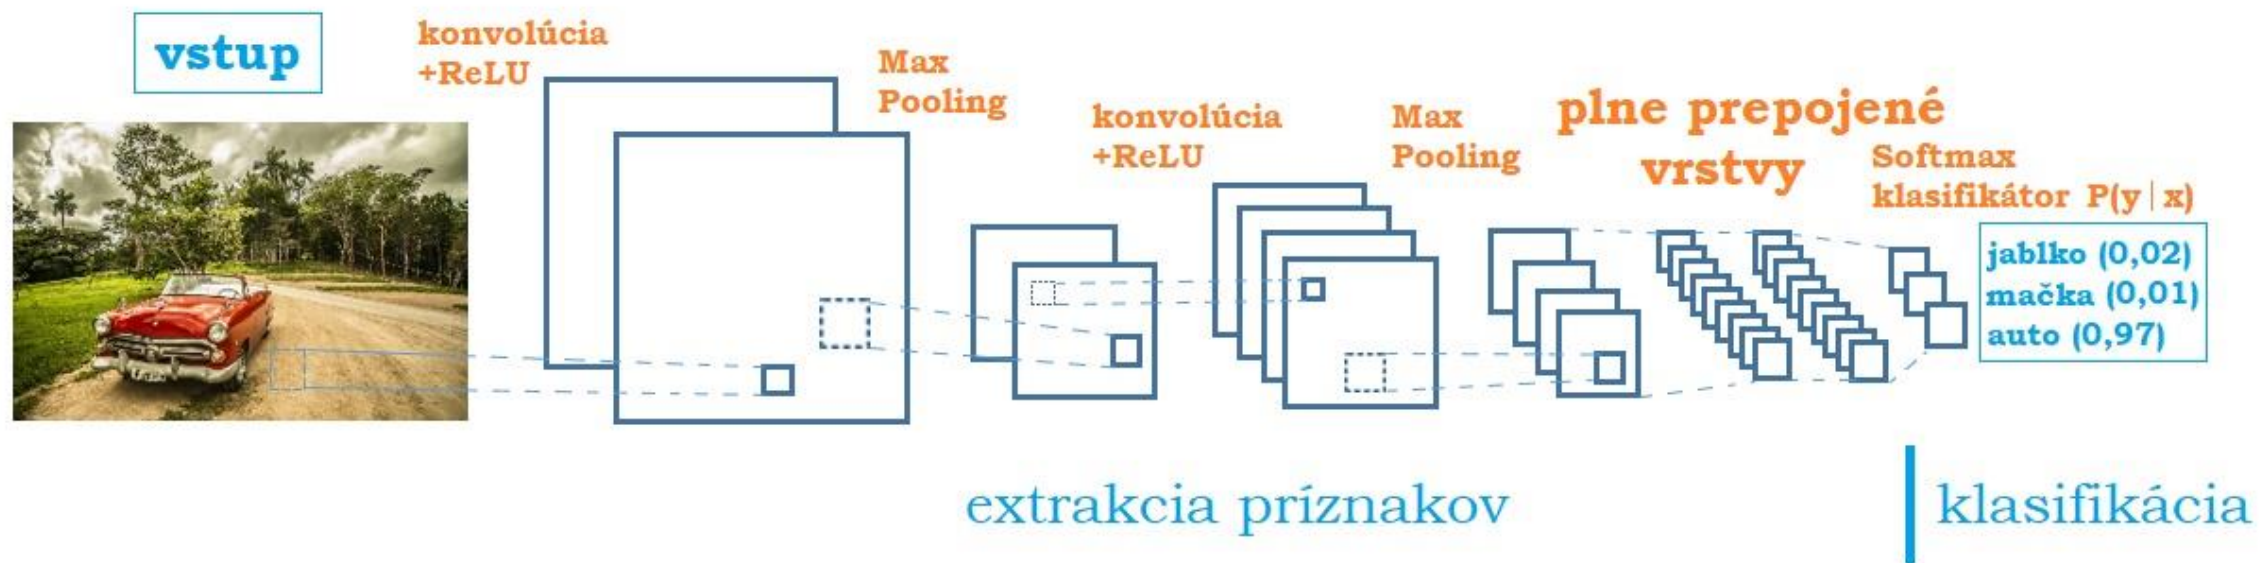 vstup
konvolúcia
+ReLU
Max
Pooling
konvolúcia
+ReLU
Max
Pooling
plne prepojené
vrstvy
Softmax
klasifikátor P(y|x)
jablko (0,02)
mačka (0,01)
auto (0,97)
extrakcia príznakov
klasifikácia